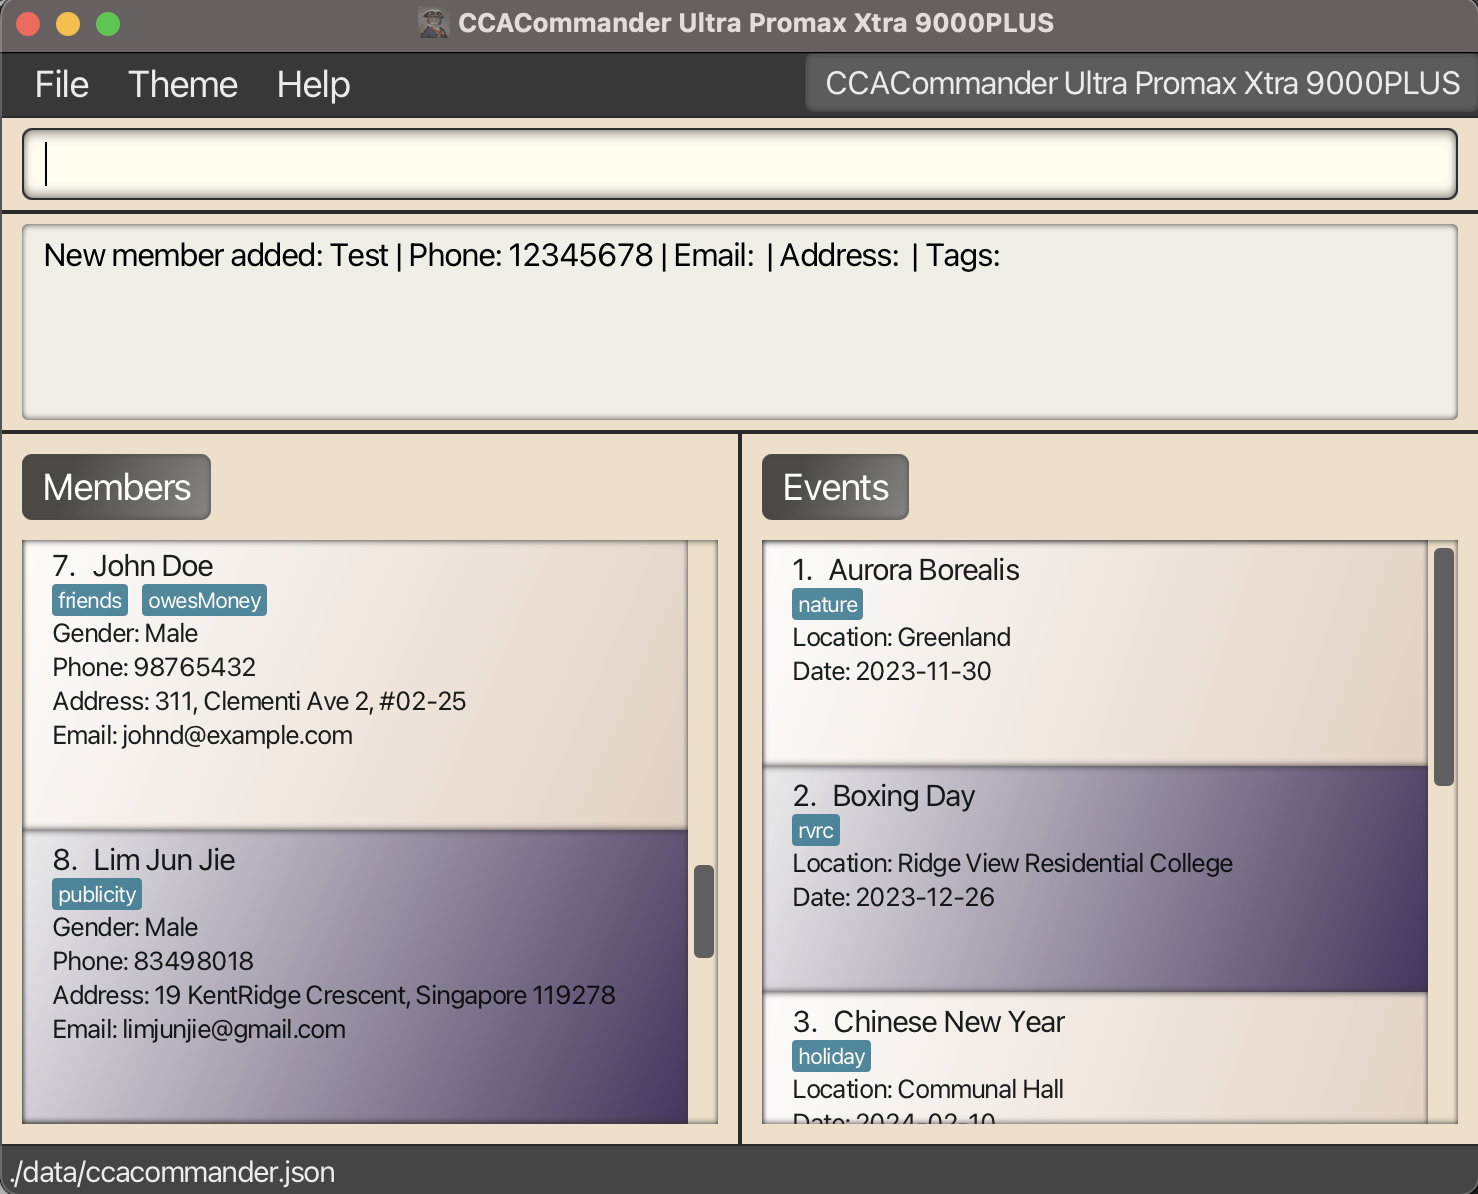 CCACommander Ultra Promax Xtra 9000PLUS
File Theme Help CCACommander Ultra Promax Xtra 9000PLUS
New member added: Test | Phone: 12345678 | Email: | Address: | Tags:
Members
7. John Doe
friends owesMoney
Gender: Male
Phone: 98765432
Address: 311, Clementi Ave 2, #02-25
Email: johnd@example.com
8. Lim Jun Jie
publicity
Gender: Male
Phone: 83498018
Address: 19 KentRidge Crescent, Singapore 119278
Email: limjunjie@gmail.com
Events
1. Aurora Borealis
nature
Location: Greenland
Date: 2023-11-30
2. Boxing Day
rvrc
Location: Ridge View Residential College
Date: 2023-12-26
3. Chinese New Year
holiday
Location: Communal Hall
Date: 2024-02-10
./data/ccacommander.json